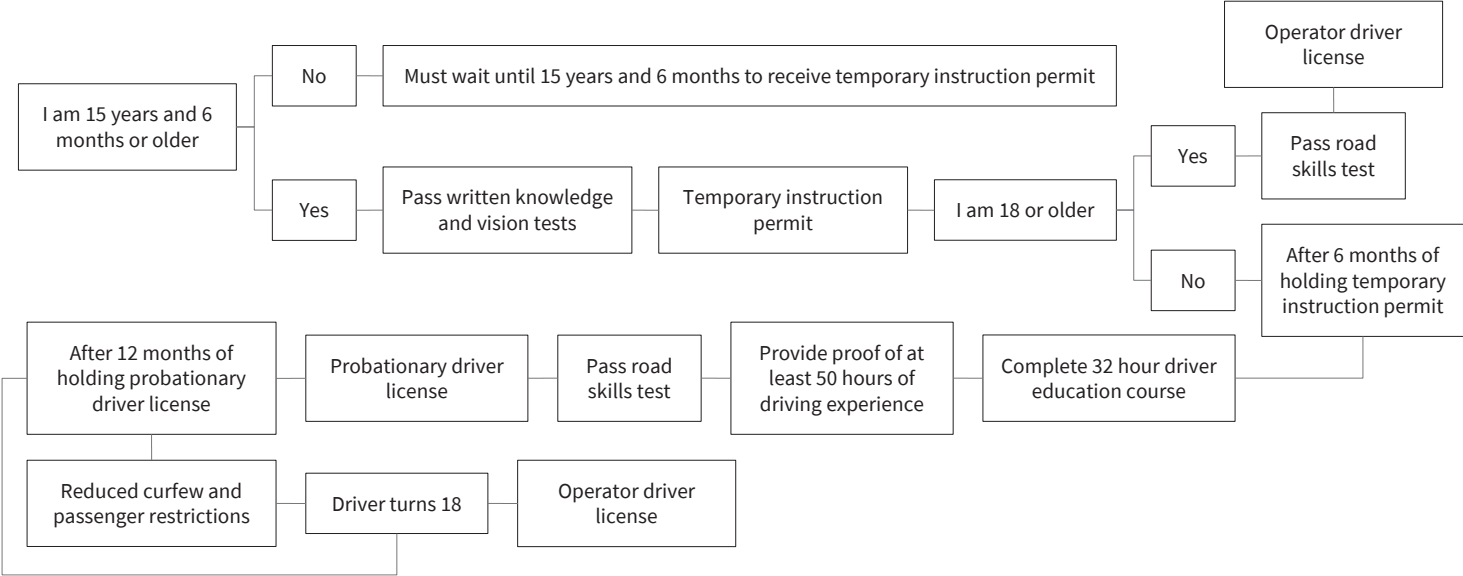 I am 15 years and 6
months or older
No
Must wait until 15 years and 6 months to receive temporary instruction permit
Yes
Pass written knowledge
and vision tests
Temporary instruction
permit
I am 18 or older
Yes
Pass road
skills test
Operator driver
license
No
After 6 months of
holding temporary
instruction permit
Complete 32 hour driver
education course
Provide proof of at
least 50 hours of
driving experience
Pass road
skills test
Probationary driver
license
After 12 months of
holding probationary
driver license
Reduced curfew and
passenger restrictions
Driver turns 18
Operator driver
license